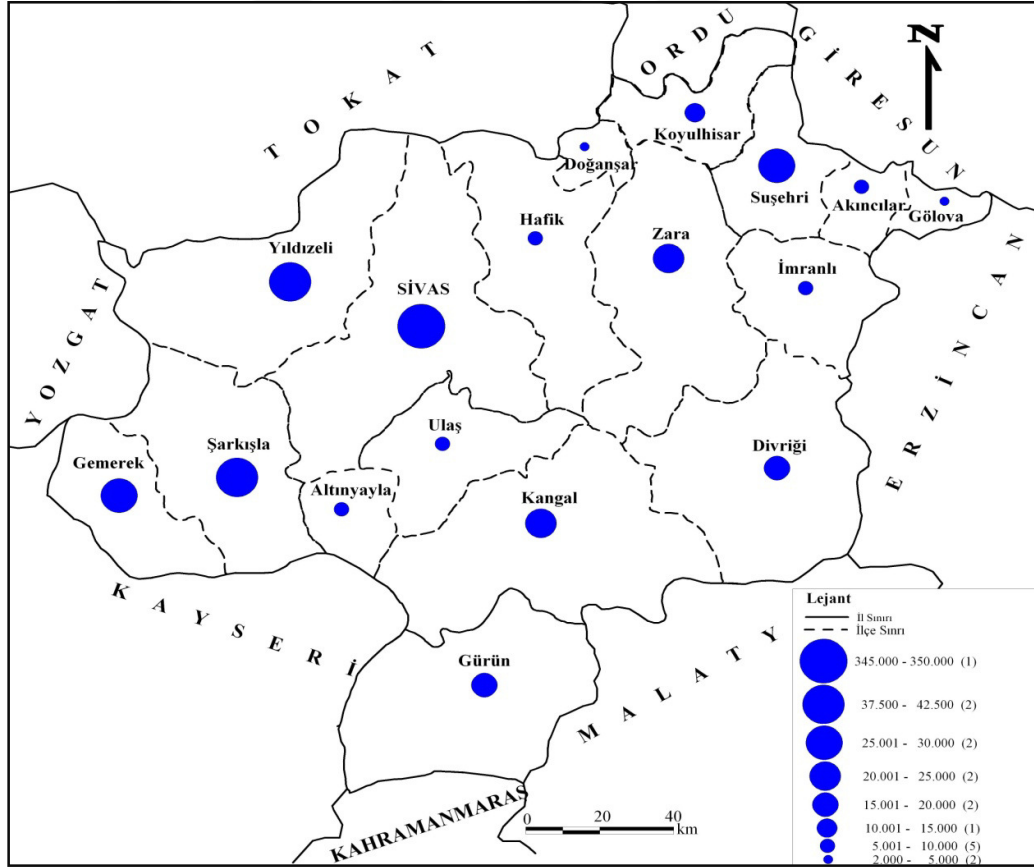 N
TOKAT
ORDU
GİRESUN
Koyulhisar
Doğanşar
Suşehri
Akıncılar
Gölova
Hafik
Zara
Yıldızeli
İmranlı
SİVAS
YOZGAT
ERZİNCAN
Ulaş
Şarkışla
Gemerek
Divriği
Altınyayla
Kangal
KAYSERİ
Gürün
MALATY
KAHRAMANMARAS
0 20 40
km
Lejant
İl Sınırı
İlçe Sınrı
345.000 - 350.000 (1)
37.500 - 42.500 (2)
25.001 - 30.000 (2)
20.001 - 25.000 (2)
15.001 - 20.000 (2)
10.001 - 15.000 (1)
5.001 - 10.000 (5)
2.000 - 5.000 (2)